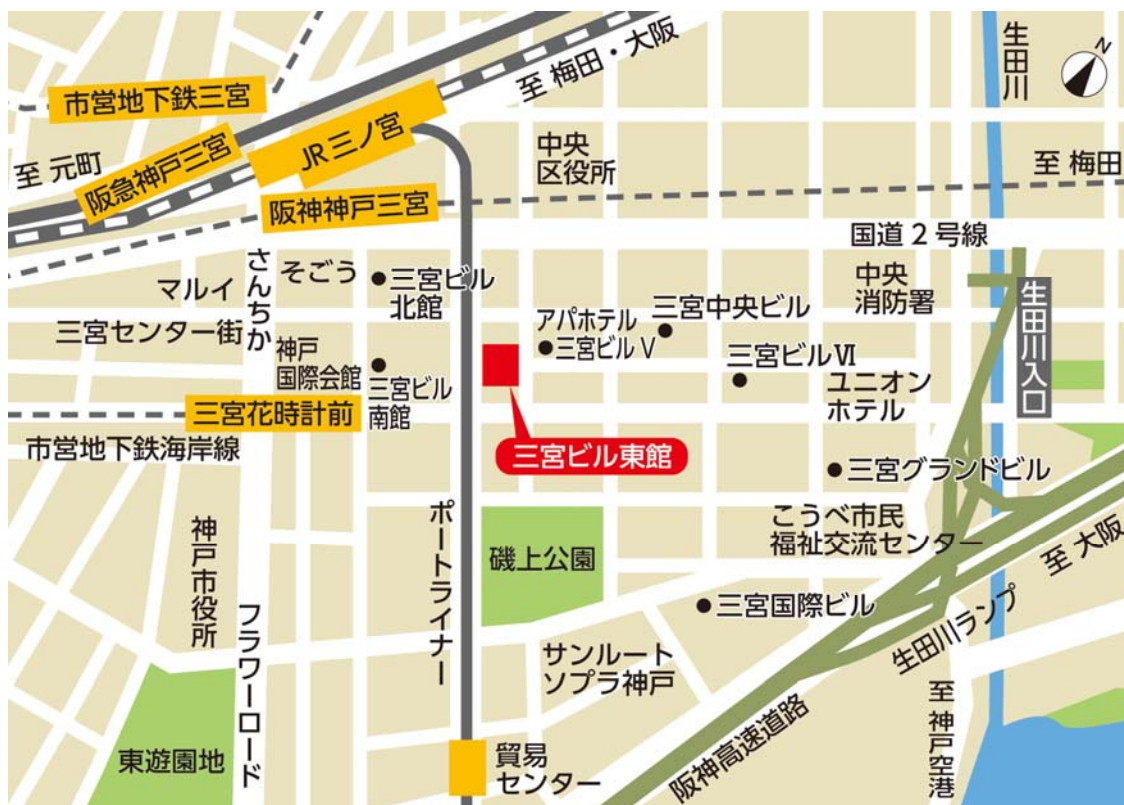 至 梅田・大阪
生田川
N
市営地下鉄三宮
JR三ノ宮
中央
区役所
至 元町
阪急神戸三宮
至 梅田
阪神神戸三宮
国道2号線
さんちか
そごう
三宮ビル
北館
マルイ
三宮センター街
中央
消防署
生田川入口
アパホテル
三宮ビルⅤ
三宮中央ビル
神戸
国際会館
三宮ビル
南館
三宮ビルⅥ
ユニオン
ホテル
三宮花時計前
市営地下鉄海岸線
三宮ビル東館
三宮グランドビル
神戸市役所
ポートライナー
磯上公園
こうべ市民
福祉交流センター
至 大阪
三宮国際ビル
生田川ランプ
フラワーロード
サンルート
ソプラ神戸
東遊園地
貿易
センター
阪神高速道路
至 神戸空港